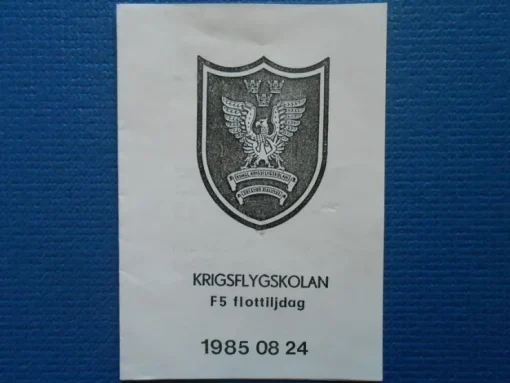 KRIGSFLYGSKOLAN
F5 flottiljdag
1985 08 24